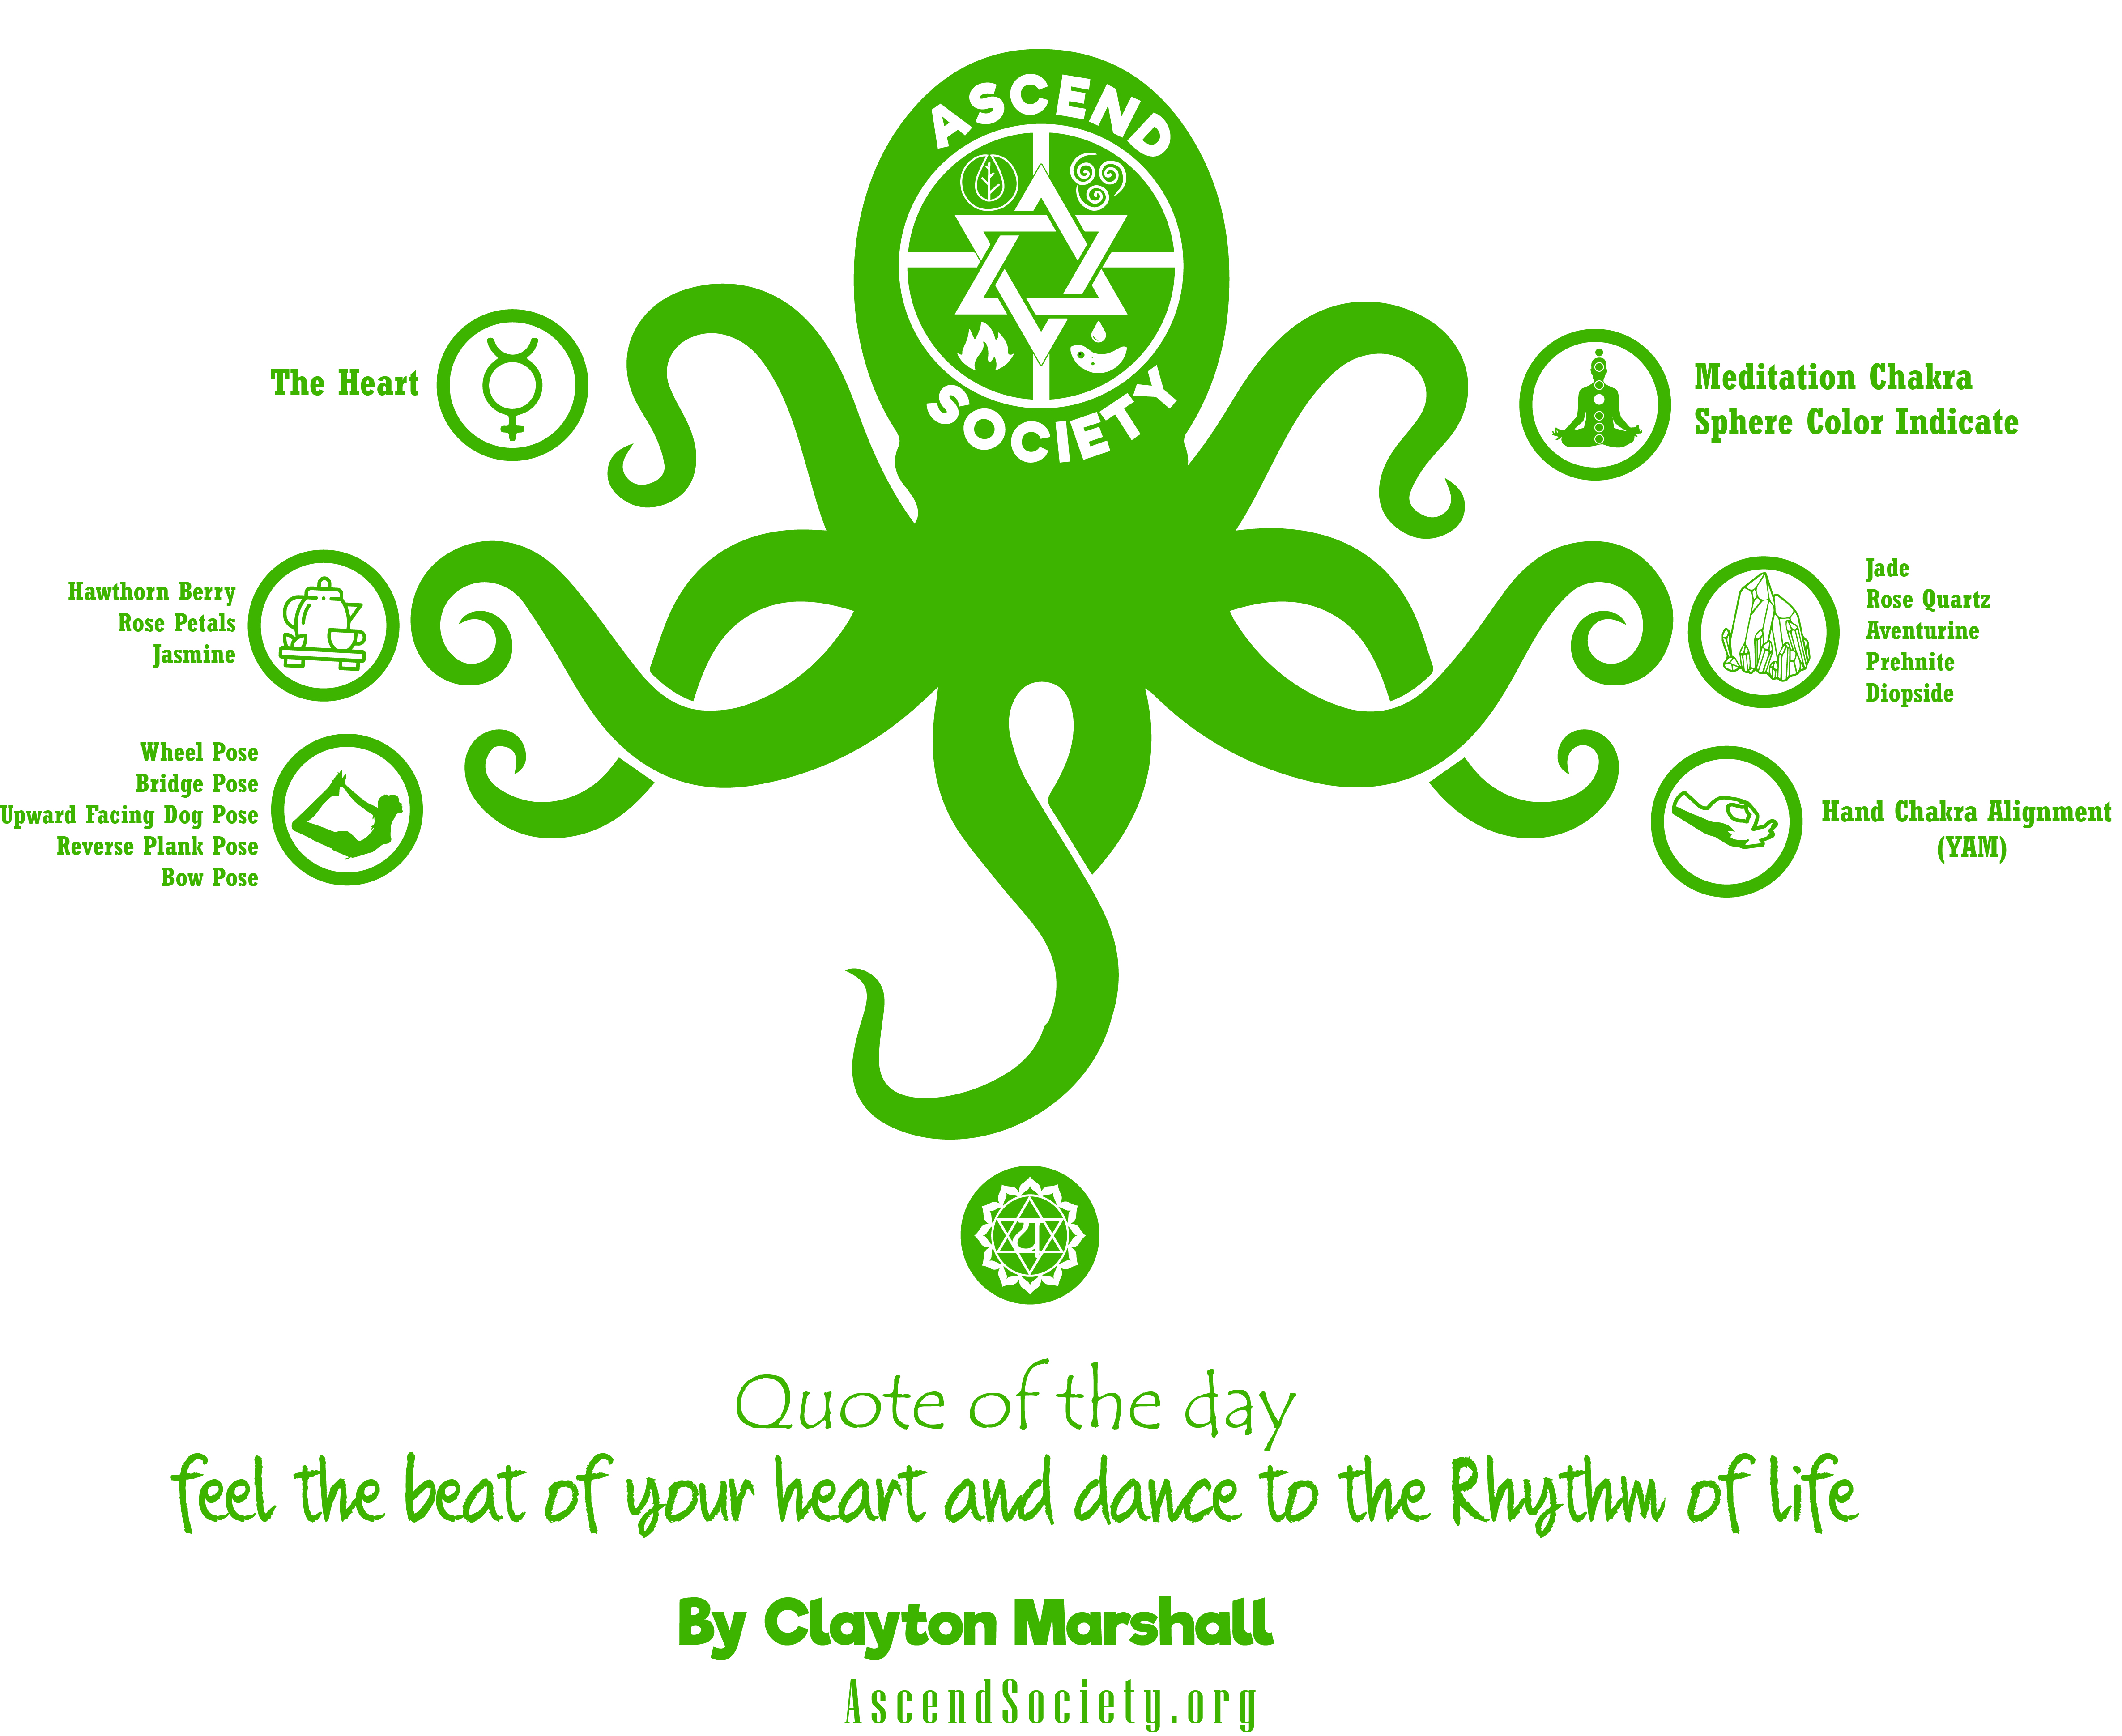 ASCEND
SOCIETY
The Heart
Meditation Chakra
Sphere Color Indicate
Hawthorn Berry
Rose Petals
Jasmine
Jade
Rose Quartz
Aventurine
Prehnite
Diopside
Wheel Pose
Bridge Pose
Upward Facing Dog Pose
Reverse Plank Pose
Bow Pose
Hand Chakra Alignment
(YAM)
य
Quote of the day
feel the beat of your heart and dance to the Rhythm of life
By Clayton Marshall
AscendSociety.org